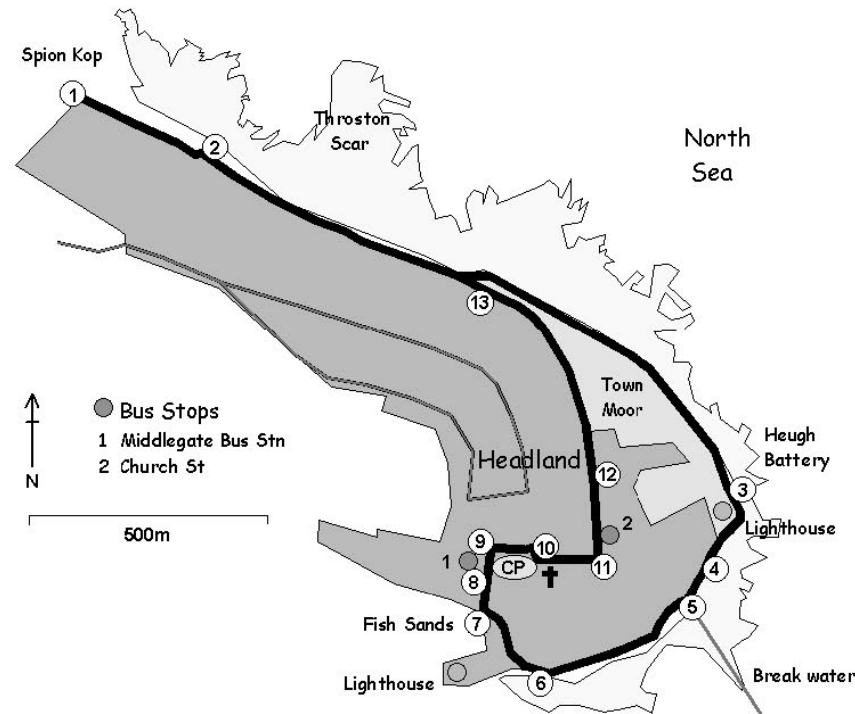 Spion Kop
1
2
Throston
Scar
North
Sea
13
Bus Stops
1 Middlegate Bus Stn
2 Church St
N
500m
Town
Moor
Heugh
Battery
Headland
12
3
Lighthouse
2
9
10
1
CP
11
8
4
5
7
Fish Sands
Lighthouse
6
Break water